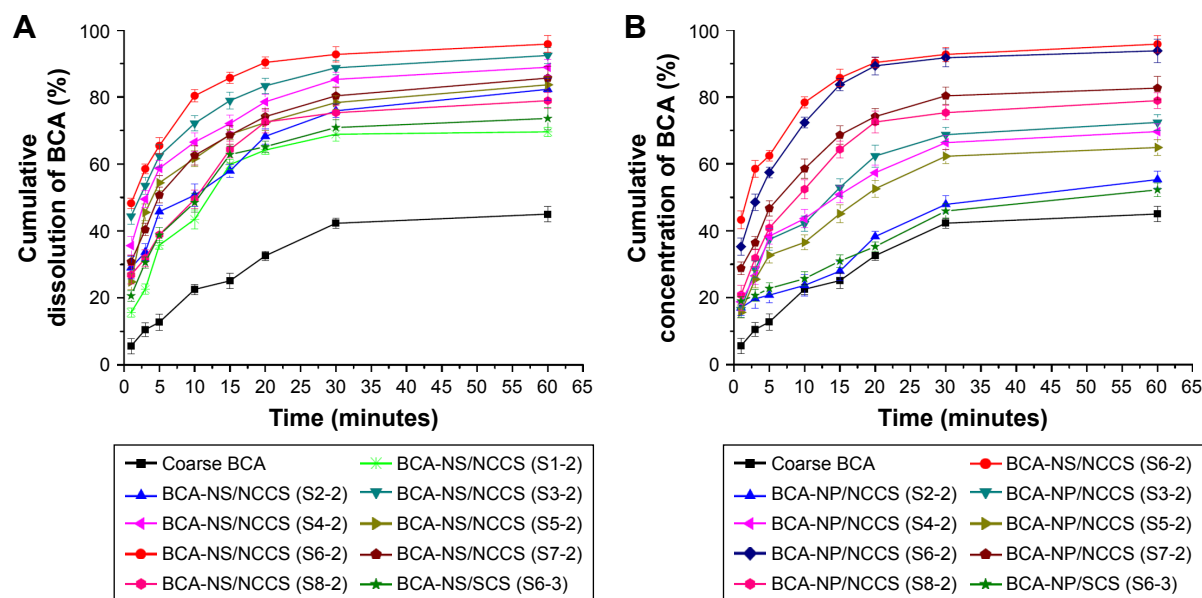 A
Cumulative
dissolution of BCA (%)
100
80
60
40
20
0
0 1 5 10 15 20 25 30 35 40 45 50 55 60 65
Time (minutes)
Coarse BCA
BCA-NS/NCCS (S1-2)
BCA-NS/NCCS (S2-2)
BCA-NS/NCCS (S3-2)
BCA-NS/NCCS (S4-2)
BCA-NS/NCCS (S5-2)
BCA-NS/NCCS (S6-2)
BCA-NS/NCCS (S7-2)
BCA-NS/NCCS (S8-2)
BCA-NS/SCS (S6-3)
B
Cumulative
concentration of BCA (%)
100
80
60
40
20
0
0 1 5 10 15 20 25 30 35 40 45 50 55 60 65
Time (minutes)
Coarse BCA
BCA-NS/NCCS (S6-2)
BCA-NP/NCCS (S2-2)
BCA-NP/NCCS (S3-2)
BCA-NP/NCCS (S4-2)
BCA-NP/NCCS (S5-2)
BCA-NP/NCCS (S6-2)
BCA-NP/NCCS (S7-2)
BCA-NP/NCCS (S8-2)
BCA-NP/SCS (S6-3)